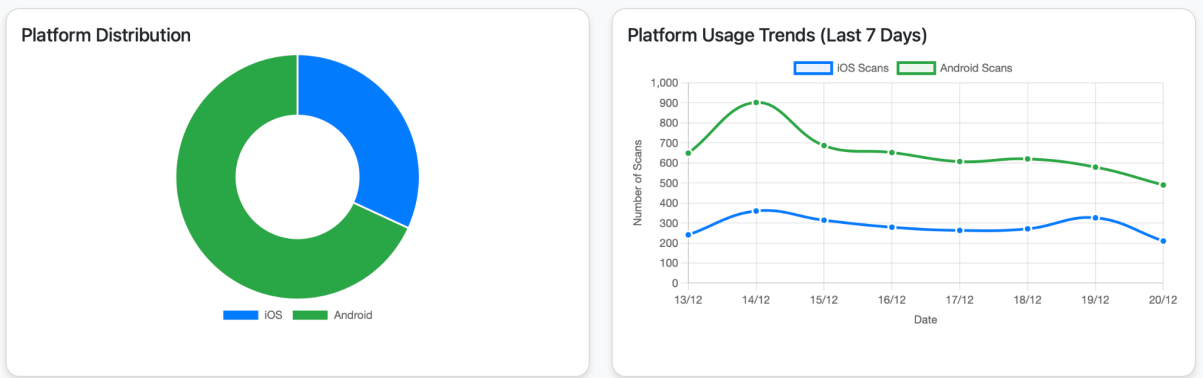 Platform Distribution
iOS Android
Platform Usage Trends (Last 7 Days)
iOS Scans Android Scans
1,000
900
800
700
600
500
400
300
200
100
0
Number of Scans
13/12 14/12 15/12 16/12 17/12 18/12 19/12 20/12
Date